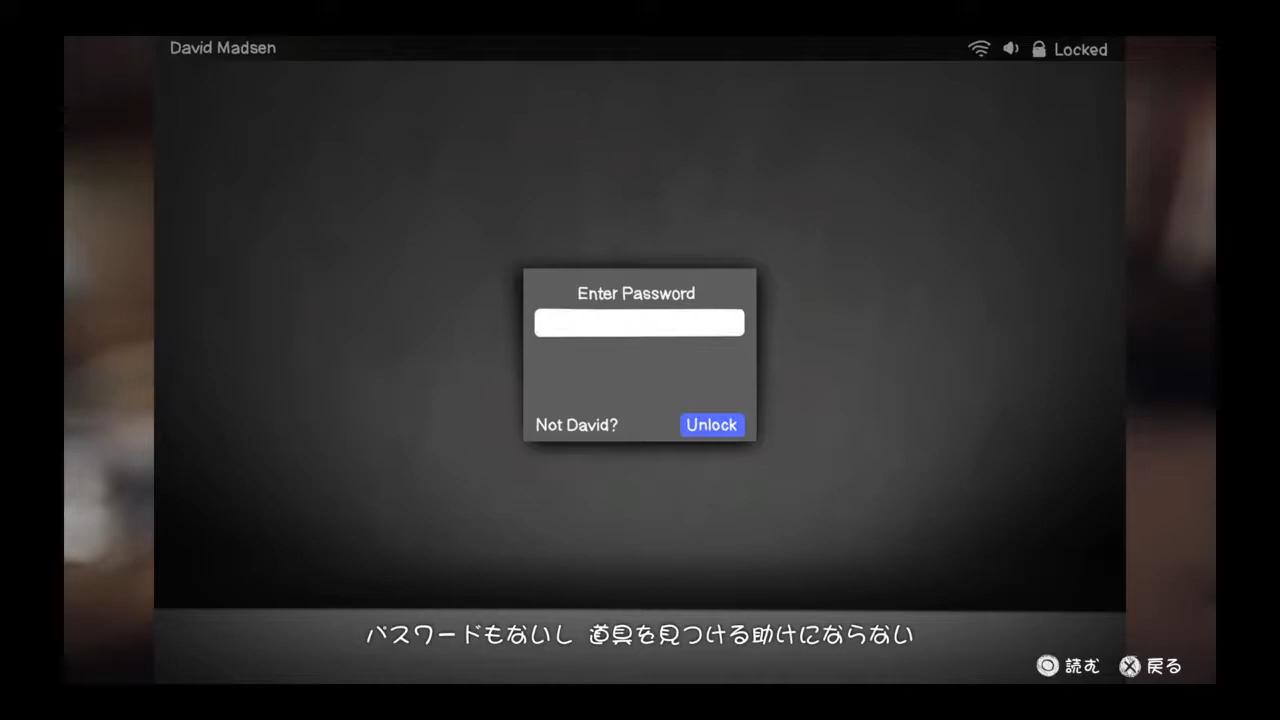 David Madsen
Locked
Enter Password
Not David?
Unlock
パスワードもないし 道具を見つける助けにならない
読む
戻る